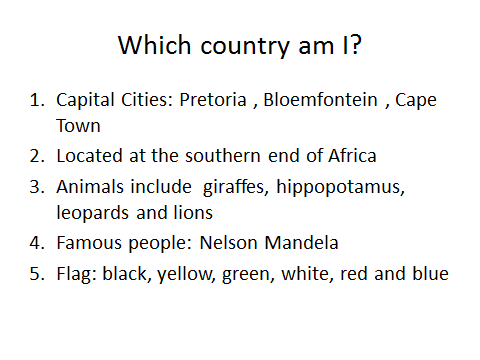 Which country am I?
1. Capital Cities: Pretoria , Bloemfontein , Cape
Town
2. Located at the southern end of Africa
3. Animals include  giraffes, hippopotamus,
leopards and lions
4. Famous people: Nelson Mandela
5. Flag: black, yellow, green, white, red and blue